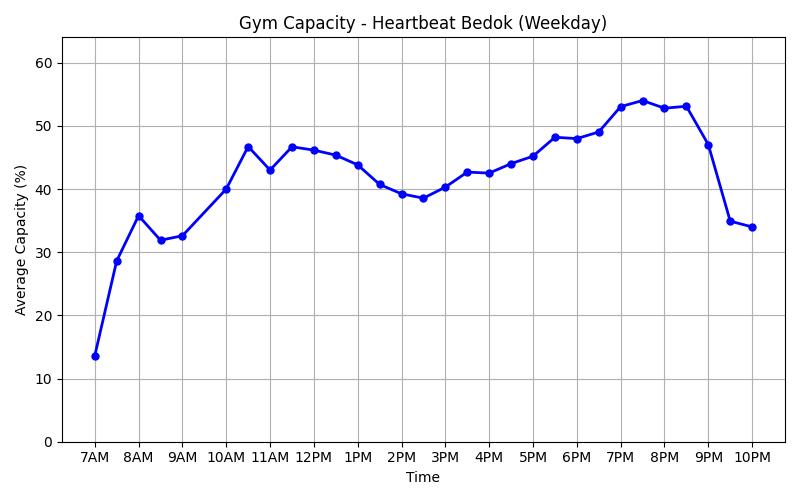 Gym Capacity - Heartbeat Bedok (Weekday)
Average Capacity (%)
60
50
40
30
20
10
0
7AM 8AM 9AM 10AM 11AM 12PM 1PM 2PM 3PM 4PM 5PM 6PM 7PM 8PM 9PM 10PM
Time